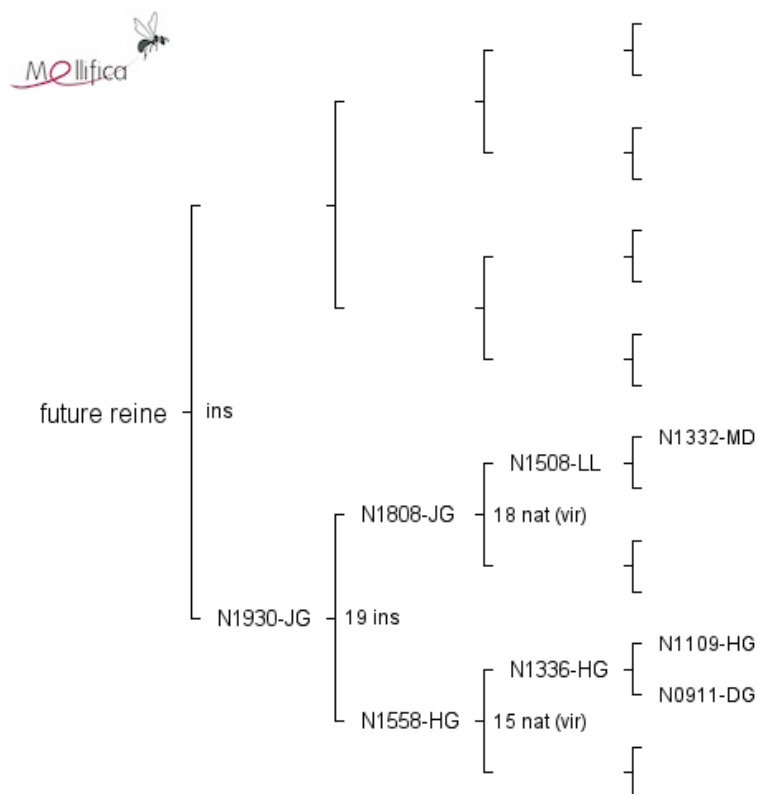 Mellifica
future reine
ins
N1930-JG
19 ins
N1808-JG
18 nat (vir)
N1508-LL
N1332-MD
N1558-HG
15 nat (vir)
N1336-HG
N1109-HG
N0911-DG